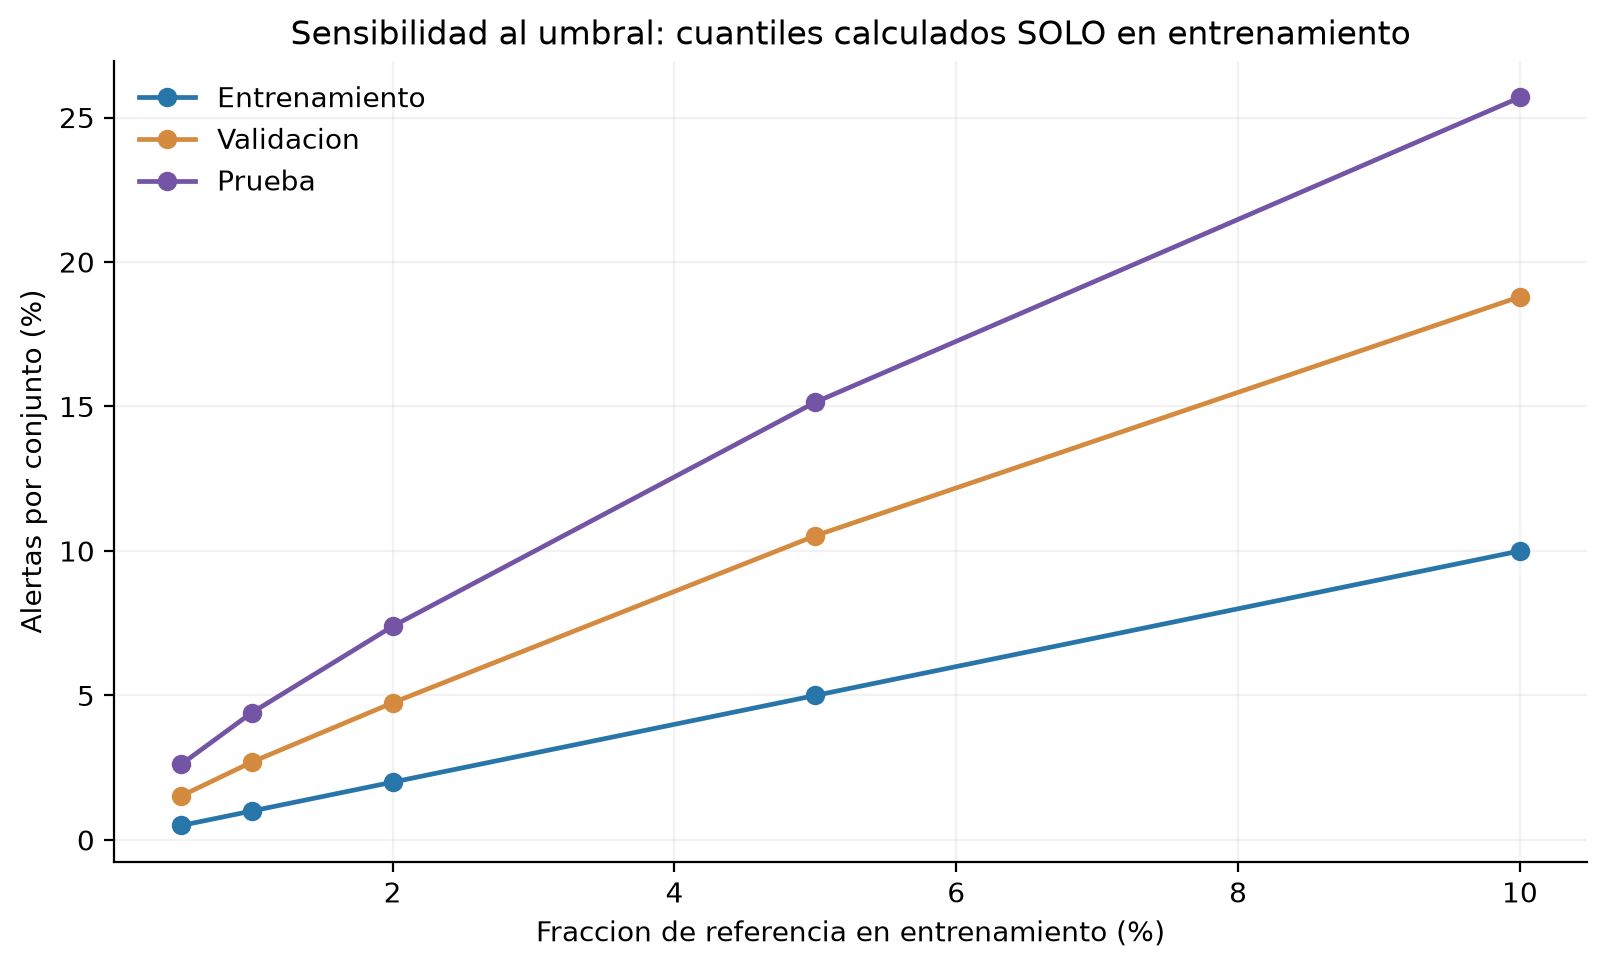 Sensibilidad al umbral: cuantiles calculados SOLO en entrenamiento
Entrenamiento
Validacion
Prueba
Alertas por conjunto (%)
25
20
15
10
5
0
2
4
6
8
10
Fraccion de referencia en entrenamiento (%)